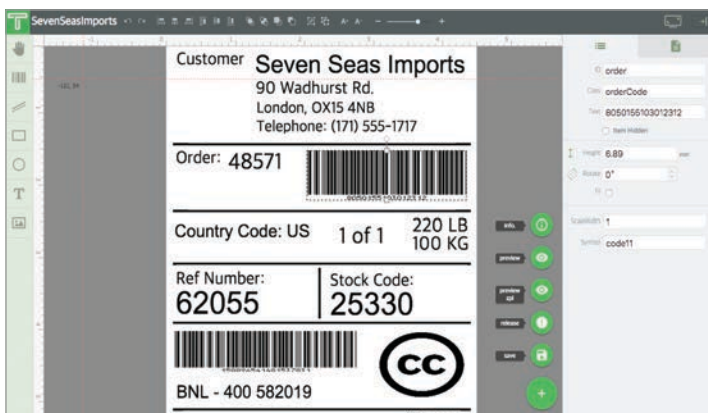 SevenSeasImports
Customer Seven Seas Imports
90 Wadhurst Rd.
London, OX15 4NB
Telephone: (171) 555-1717
Order: 48571
Country Code: US 1 of 1 220 LB
100 KG
Ref Number: Stock Code:
62055 25330
CC
BNL - 400 582019
info
preview
preview
zpl
release
save
order
orderCode
Text 8050155103012312
Item Hidden
Height 6.89 mm
Rotate 0°
ScaleWidth 1
Symbol code11